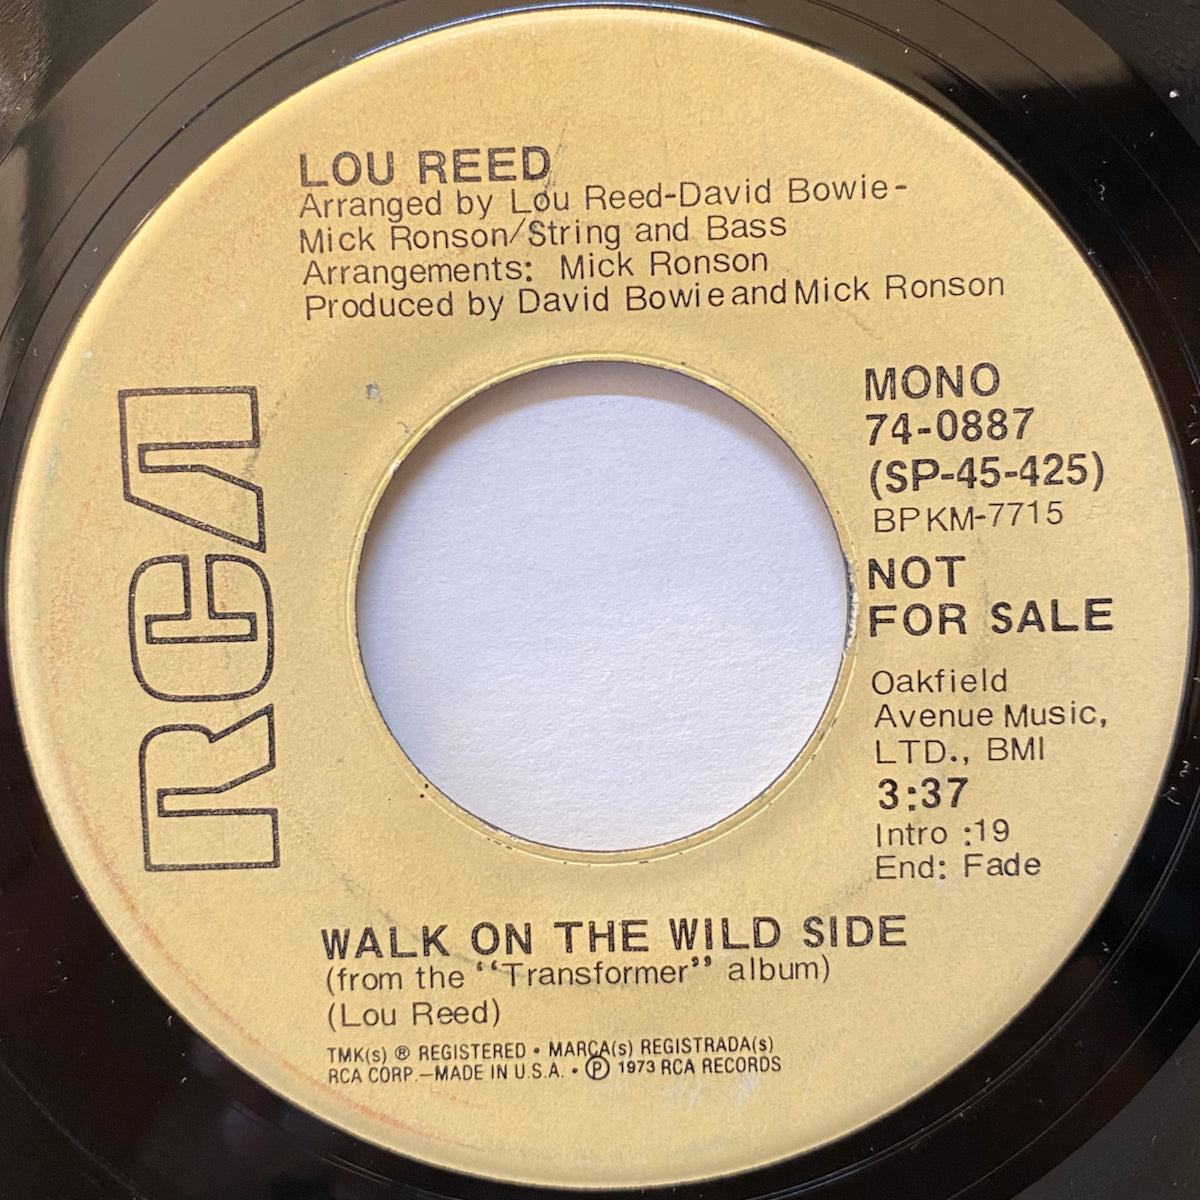 LOU REED
Arranged by Lou Reed-David Bowie-
Mick Ronson/String and Bass
Arrangements: Mick Ronson
Produced by David Bowie and Mick Ronson
RCA
MONO
74-0887
(SP-45-425)
BPKM-7715
NOT
FOR SALE
Oakfield
Avenue Music,
LTD., BMI
3:37
Intro :19
End: Fade
WALK ON THE WILD SIDE
(from the "Transformer" album)
(Lou Reed)
TMK(s) ® REGISTERED • MARCA(s) REGISTRADA(s)
RCA CORP.—MADE IN U.S.A. • ℗ 1973 RCA RECORDS